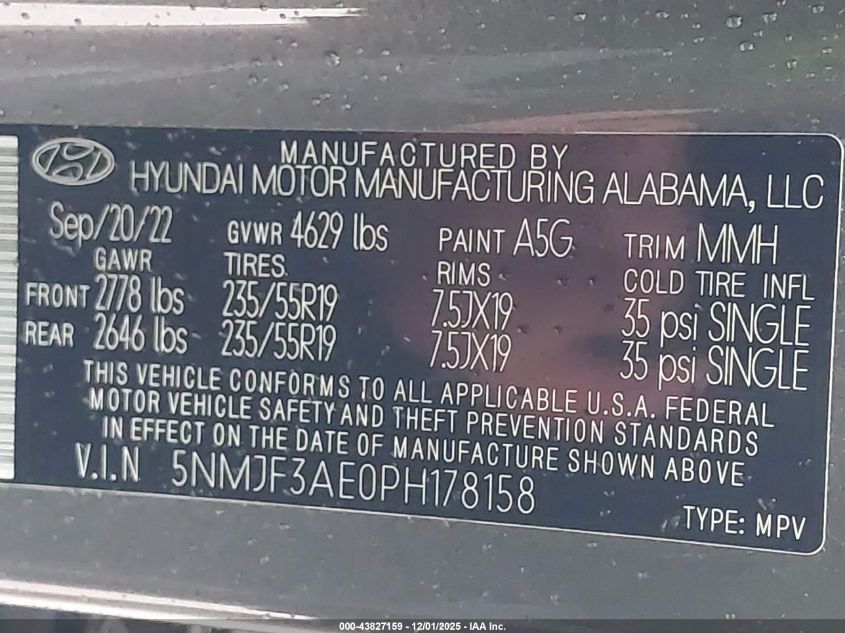 MANUFACTURED BY
HYUNDAI MOTOR MANUFACTURING ALABAMA, LLC
Sep/20/22 GVWR 4629 lbs PAINT A5G TRIM MMH
GAWR TIRES RIMS COLD TIRE INFL
FRONT 2778 lbs 235/55R19 7.5JX19 35 psi SINGLE
REAR 2646 lbs 235/55R19 7.5JX19 35 psi SINGLE
THIS VEHICLE CONFORMS TO ALL APPLICABLE U.S.A. FEDERAL
MOTOR VEHICLE SAFETY AND THEFT PREVENTION STANDARDS
IN EFFECT ON THE DATE OF MANUFACTURE SHOWN ABOVE
V.I.N 5NMJF3AE0PH178158
TYPE: MPV
000-43827159 - 12/01/2025 - IAA Inc.